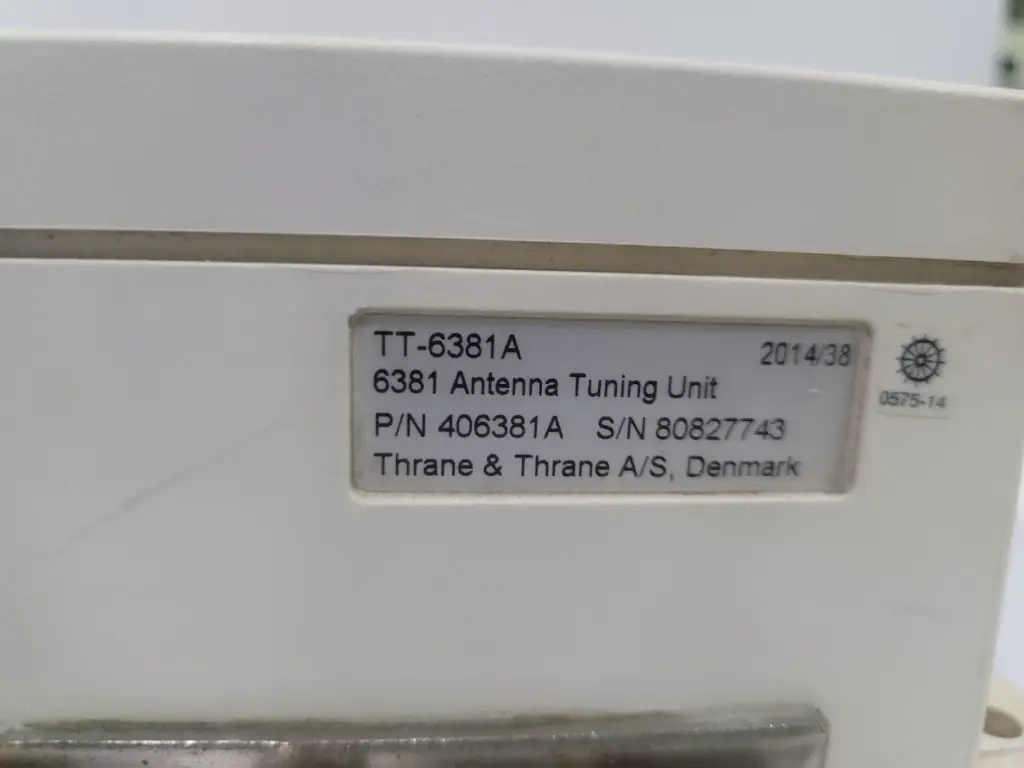 TT-6381A 2014/38
6381 Antenna Tuning Unit
P/N 406381A S/N 80827743
Thrane & Thrane A/S, Denmark
0575-14